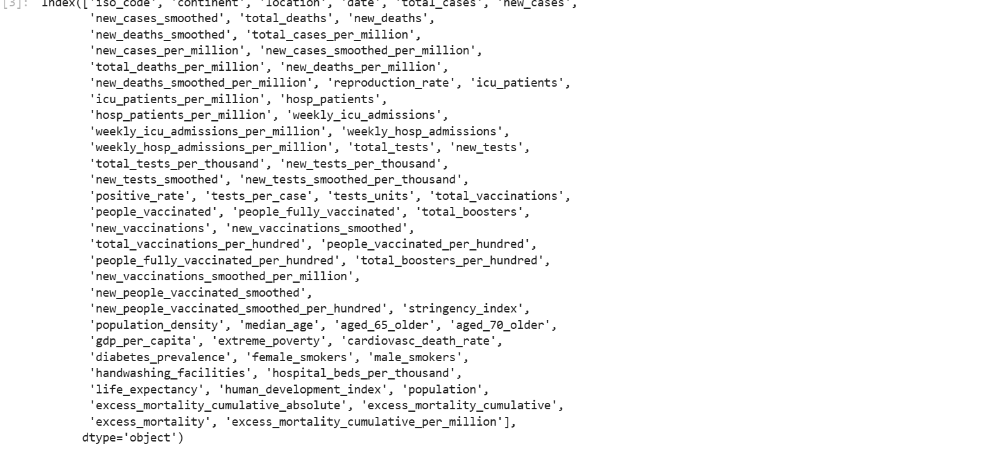 [3]: Index(['iso_code', 'continent', 'location', 'date', 'total_cases', 'new_cases',
'new_cases_smoothed', 'total_deaths', 'new_deaths',
'new_deaths_smoothed', 'total_cases_per_million',
'new_cases_per_million', 'new_cases_smoothed_per_million',
'total_deaths_per_million', 'new_deaths_per_million',
'new_deaths_smoothed_per_million', 'reproduction_rate', 'icu_patients',
'icu_patients_per_million', 'hosp_patients',
'hosp_patients_per_million', 'weekly_icu_admissions',
'weekly_icu_admissions_per_million', 'weekly_hosp_admissions',
'weekly_hosp_admissions_per_million', 'total_tests', 'new_tests',
'total_tests_per_thousand', 'new_tests_per_thousand',
'new_tests_smoothed', 'new_tests_smoothed_per_thousand',
'positive_rate', 'tests_per_case', 'tests_units', 'total_vaccinations',
'people_vaccinated', 'people_fully_vaccinated', 'total_boosters',
'new_vaccinations', 'new_vaccinations_smoothed',
'total_vaccinations_per_hundred', 'people_vaccinated_per_hundred',
'people_fully_vaccinated_per_hundred', 'total_boosters_per_hundred',
'new_vaccinations_smoothed_per_million',
'new_people_vaccinated_smoothed',
'new_people_vaccinated_smoothed_per_hundred', 'stringency_index',
'population_density', 'median_age', 'aged_65_older', 'aged_70_older',
'gdp_per_capita', 'extreme_poverty', 'cardiovasc_death_rate',
'diabetes_prevalence', 'female_smokers', 'male_smokers',
'handwashing_facilities', 'hospital_beds_per_thousand',
'life_expectancy', 'human_development_index', 'population',
'excess_mortality_cumulative_absolute', 'excess_mortality_cumulative',
'excess_mortality', 'excess_mortality_cumulative_per_million'],
dtype='object')